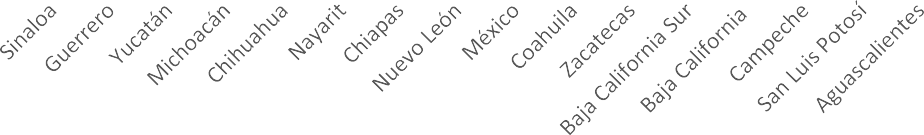 Sinaloa
Guerrero
Yucatán
Michoacán
Chihuahua
Nayarit
Chiapas
Nuevo León
México
Coahuila
Zacatecas
Baja California Sur
Baja California
Campeche
San Luis Potosí
Aguascalientes